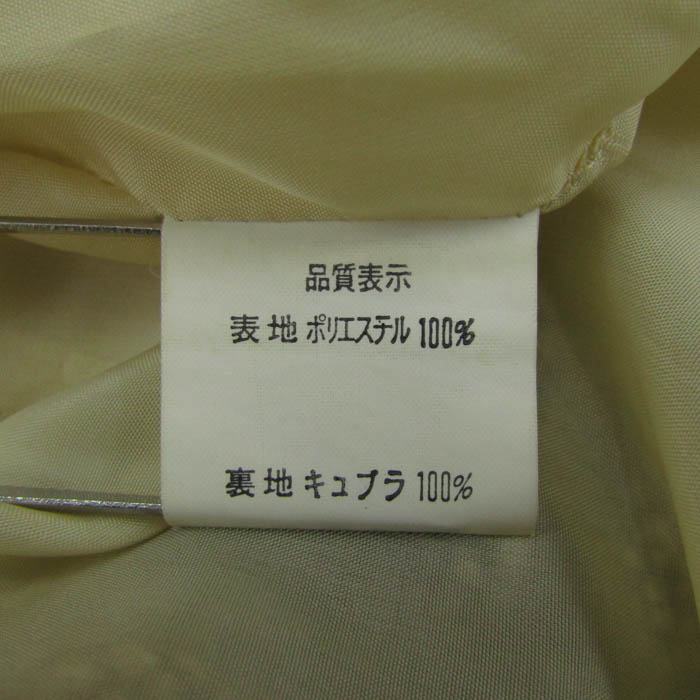 品質表示
表地 ポリエステル 100%
裏地 キュプラ 100%